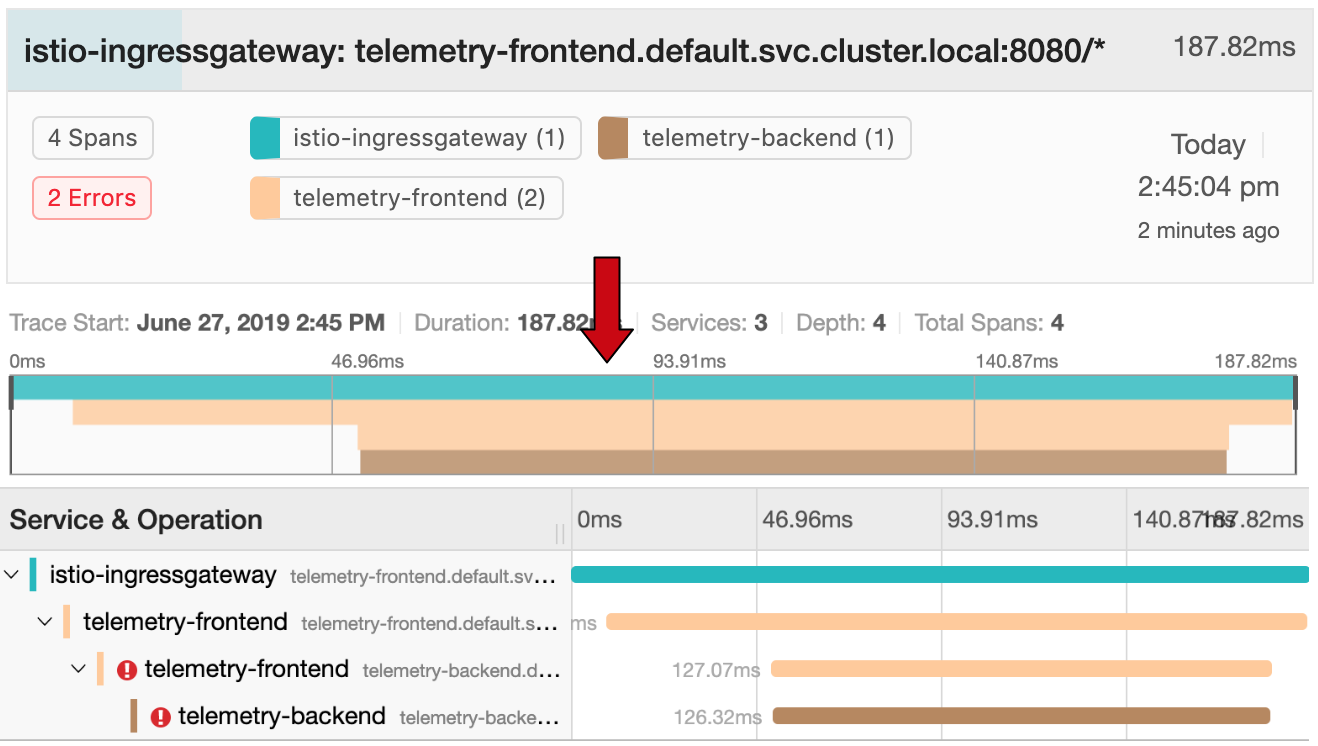 istio-ingressgateway: telemetry-frontend.default.svc.cluster.local:8080/* 187.82ms
4 Spans istio-ingressgateway (1) telemetry-backend (1)
Today
2 Errors telemetry-frontend (2)
2:45:04 pm
2 minutes ago
Trace Start: June 27, 2019 2:45 PM Duration: 187.82 Services: 3 Depth: 4 Total Spans: 4
0ms 46.96ms 93.91ms 140.87ms 187.82ms
Service & Operation 0ms 46.96ms 93.91ms 140.87ms 187.82ms
istio-ingressgateway telemetry-frontend.default.sv...
telemetry-frontend telemetry-frontend.default.s... ms
telemetry-frontend telemetry-backend.d... 127.07ms
telemetry-backend telemetry-backe... 126.32ms